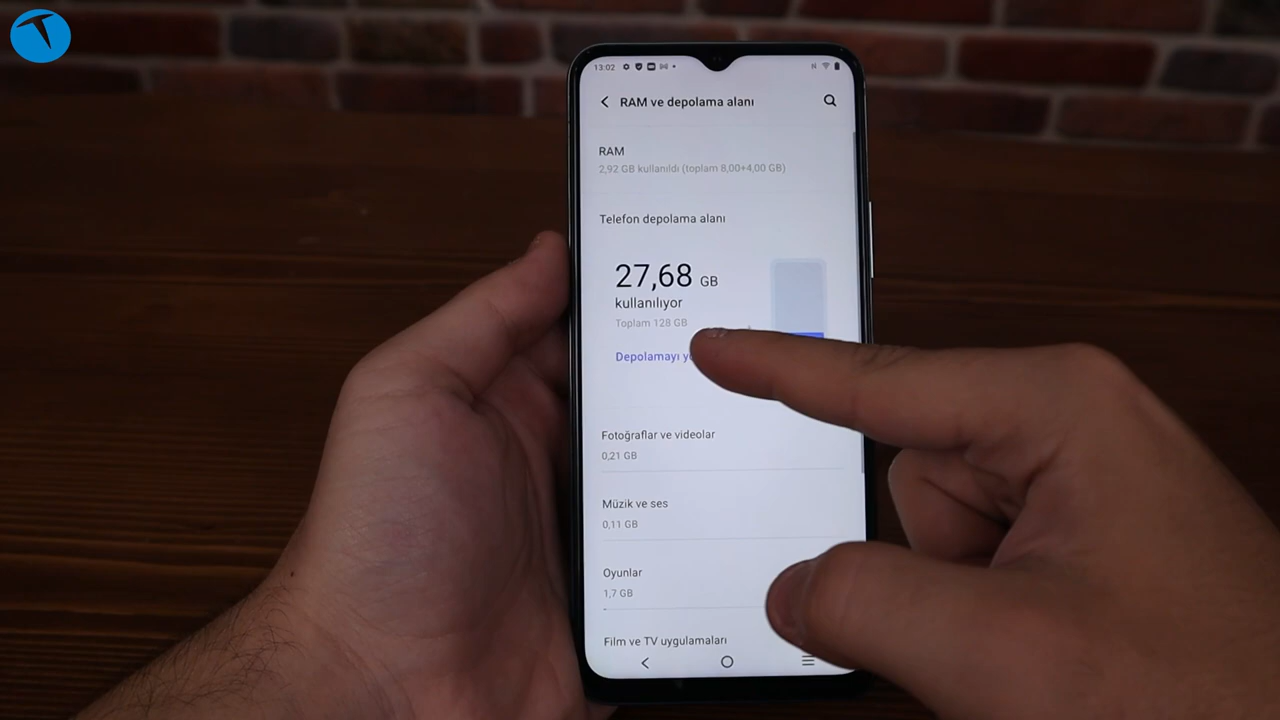 13:02
RAM ve depolama alanı
RAM
2,92 GB kullanıldı (toplam 8,00+4,00 GB)
Telefon depolama alanı
27,68 GB
kullanılıyor
Toplam 128 GB
Depolamayı
Fotoğraflar ve videolar
0,21 GB
Müzik ve ses
0,11 GB
Oyunlar
1,7 GB
Film ve TV uygulamaları